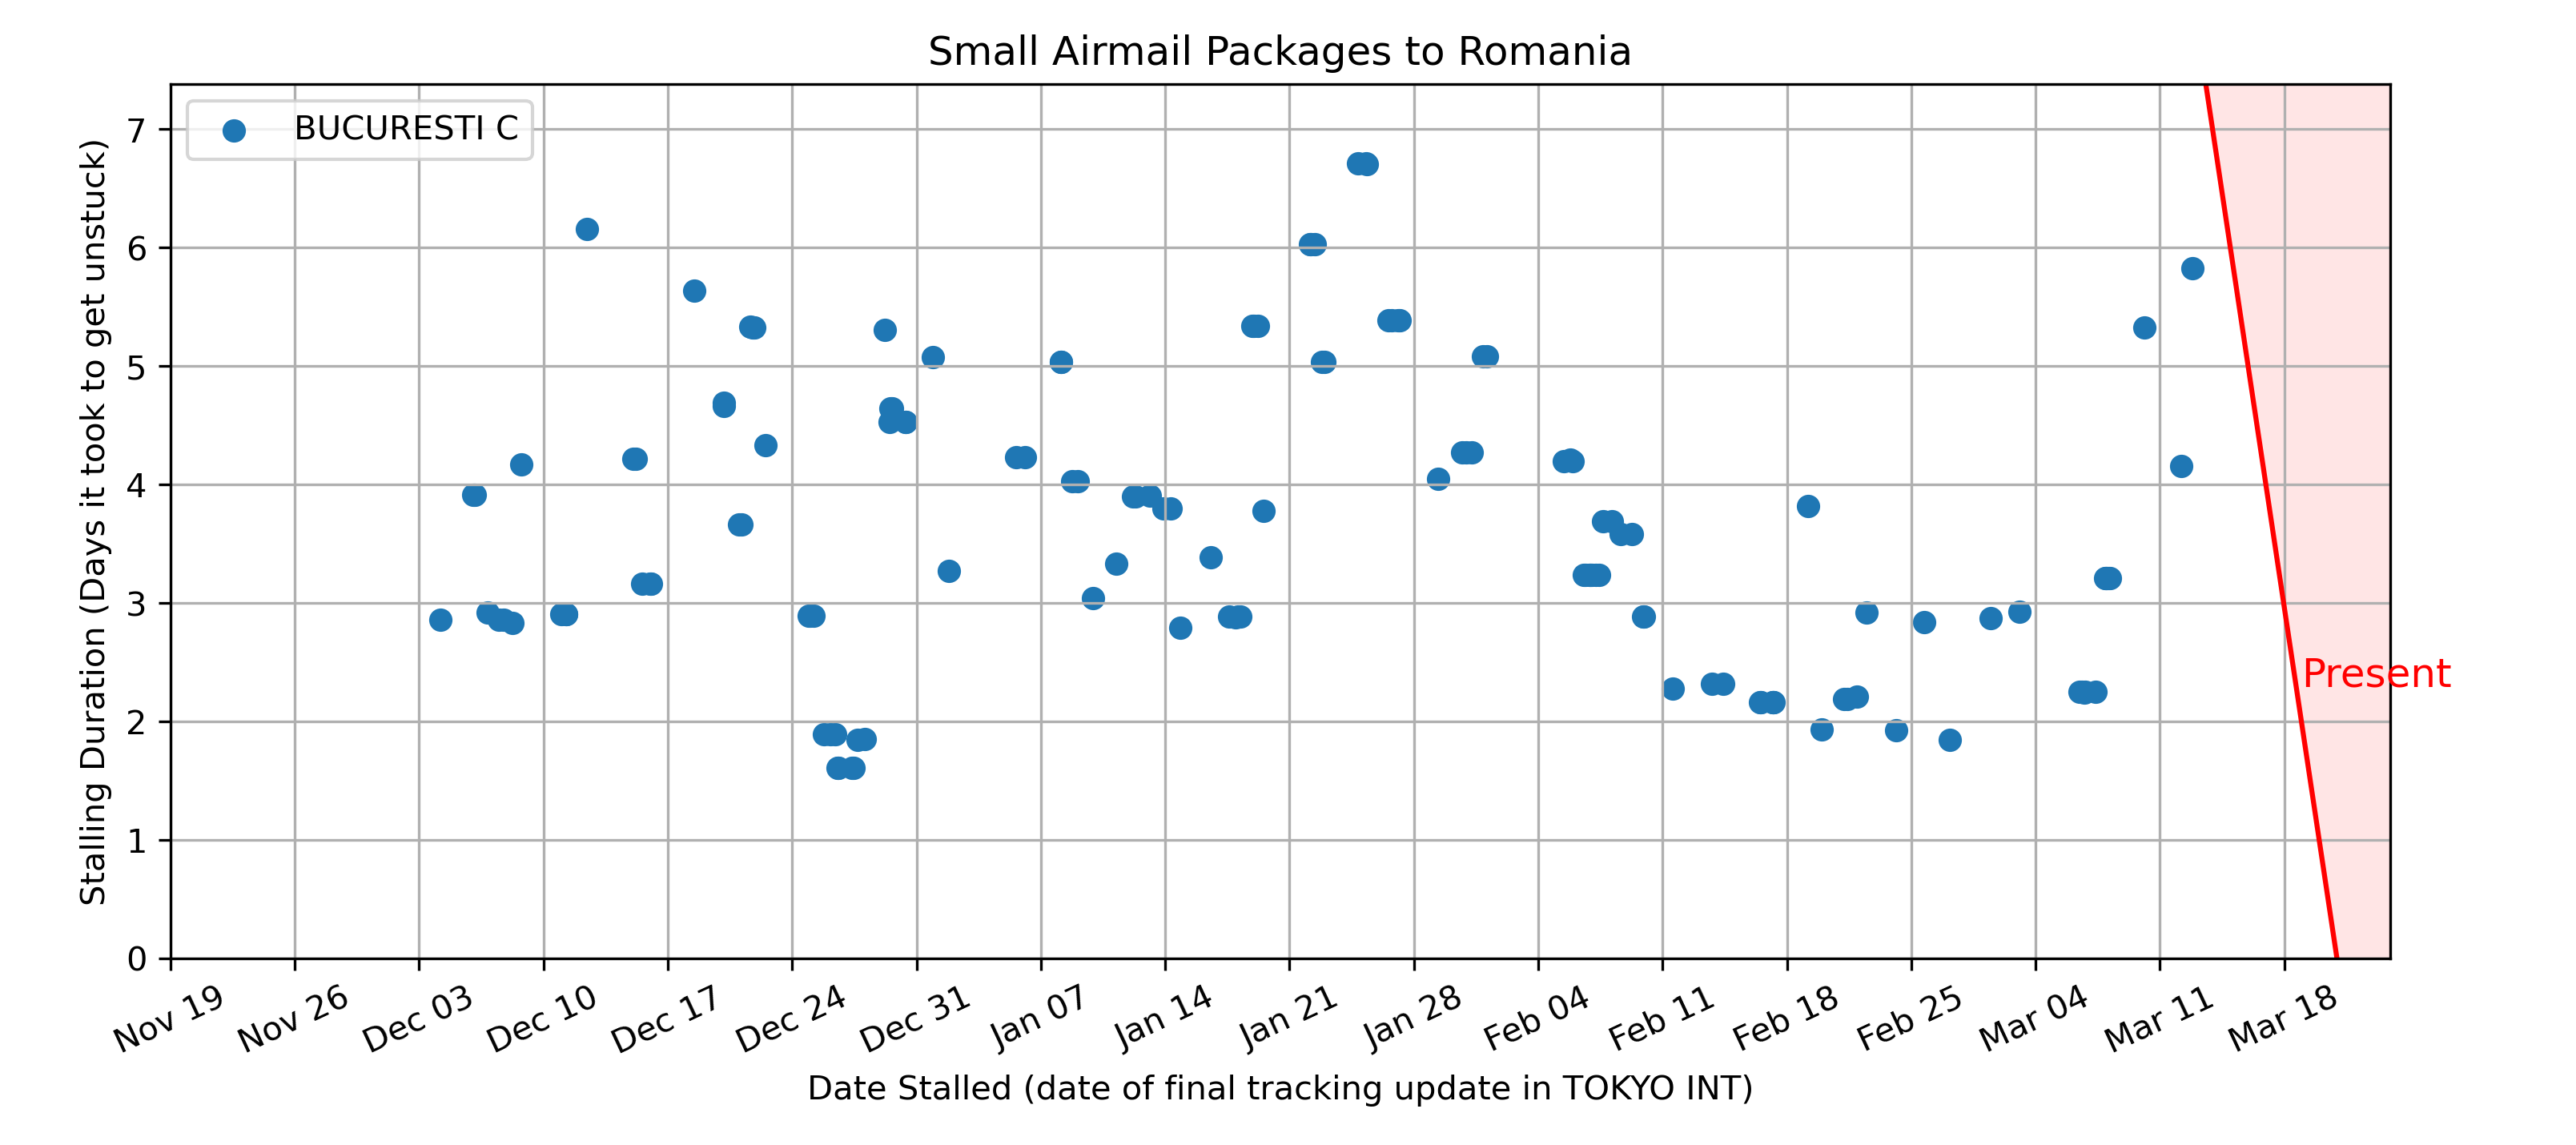 Small Airmail Packages to Romania
BUCURESTI C
Stalling Duration (Days it took to get unstuck)
7
6
5
4
3
2
1
0
Present
Nov 19
Nov 26
Dec 03
Dec 10
Dec 17
Dec 24
Dec 31
Jan 07
Jan 14
Jan 21
Jan 28
Feb 04
Feb 11
Feb 18
Feb 25
Mar 04
Mar 11
Mar 18
Date Stalled (date of final tracking update in TOKYO INT)